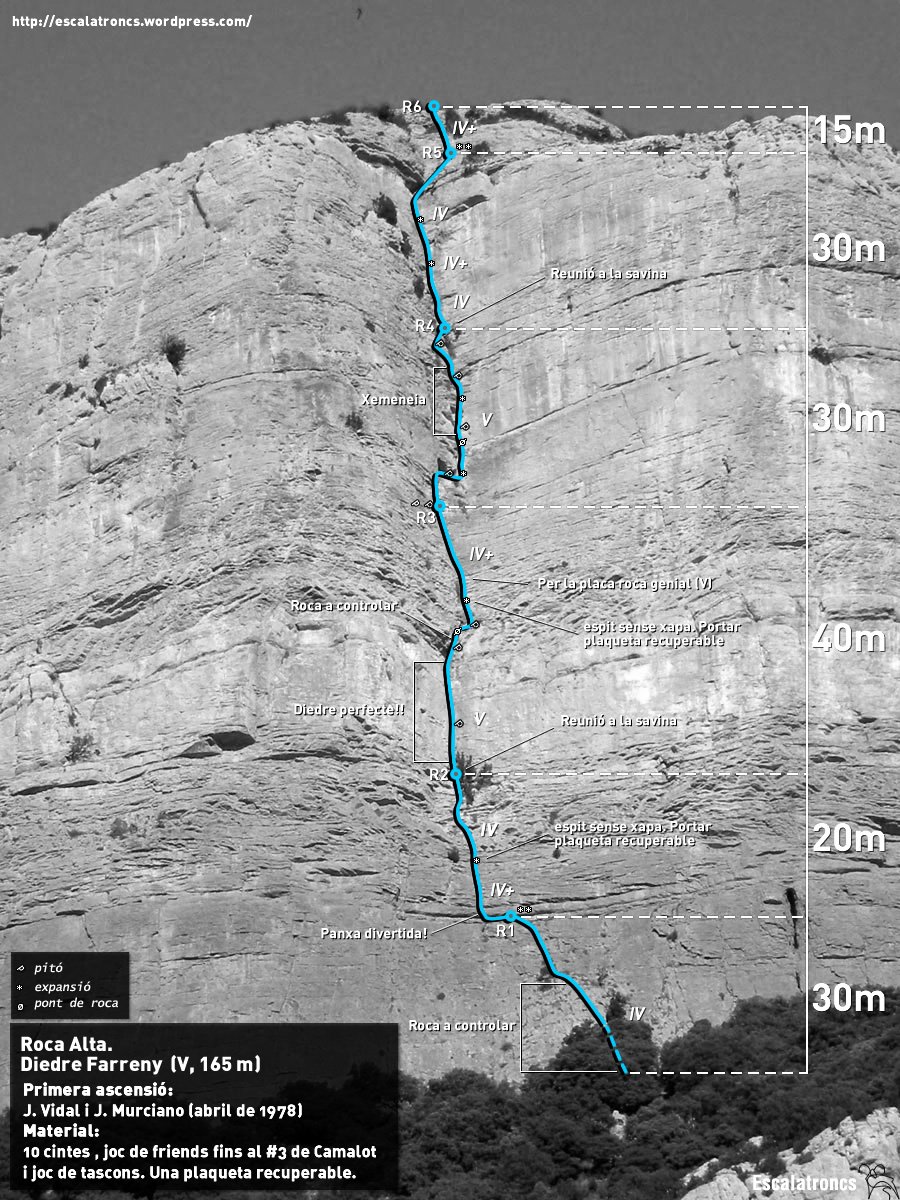 http://escalatroncs.wordpress.com/
R6
IV+
15m
R5
IV
30m
IV+
Reunió a la savina
IV
R4
Xemeneia
V
30m
R3
IV+
Per la placa roca genial (V)
Roca a controlar
espit sense xapa. Portar
plaqueta recuperable
40m
Diedre perfecte!!
V
Reunió a la savina
R2
IV
espit sense xapa. Portar
plaqueta recuperable
20m
IV+
Panxa divertida!
R1
30m
IV
Roca a controlar
pitó
expansió
pont de roca
Roca Alta.
Diedre Farreny (V, 165 m)
Primera ascensió:
J. Vidal i J. Murciano (abril de 1978)
Material:
10 cintes , joc de friends fins al #3 de Camalot
i joc de tascons. Una plaqueta recuperable.
Escalatroncs